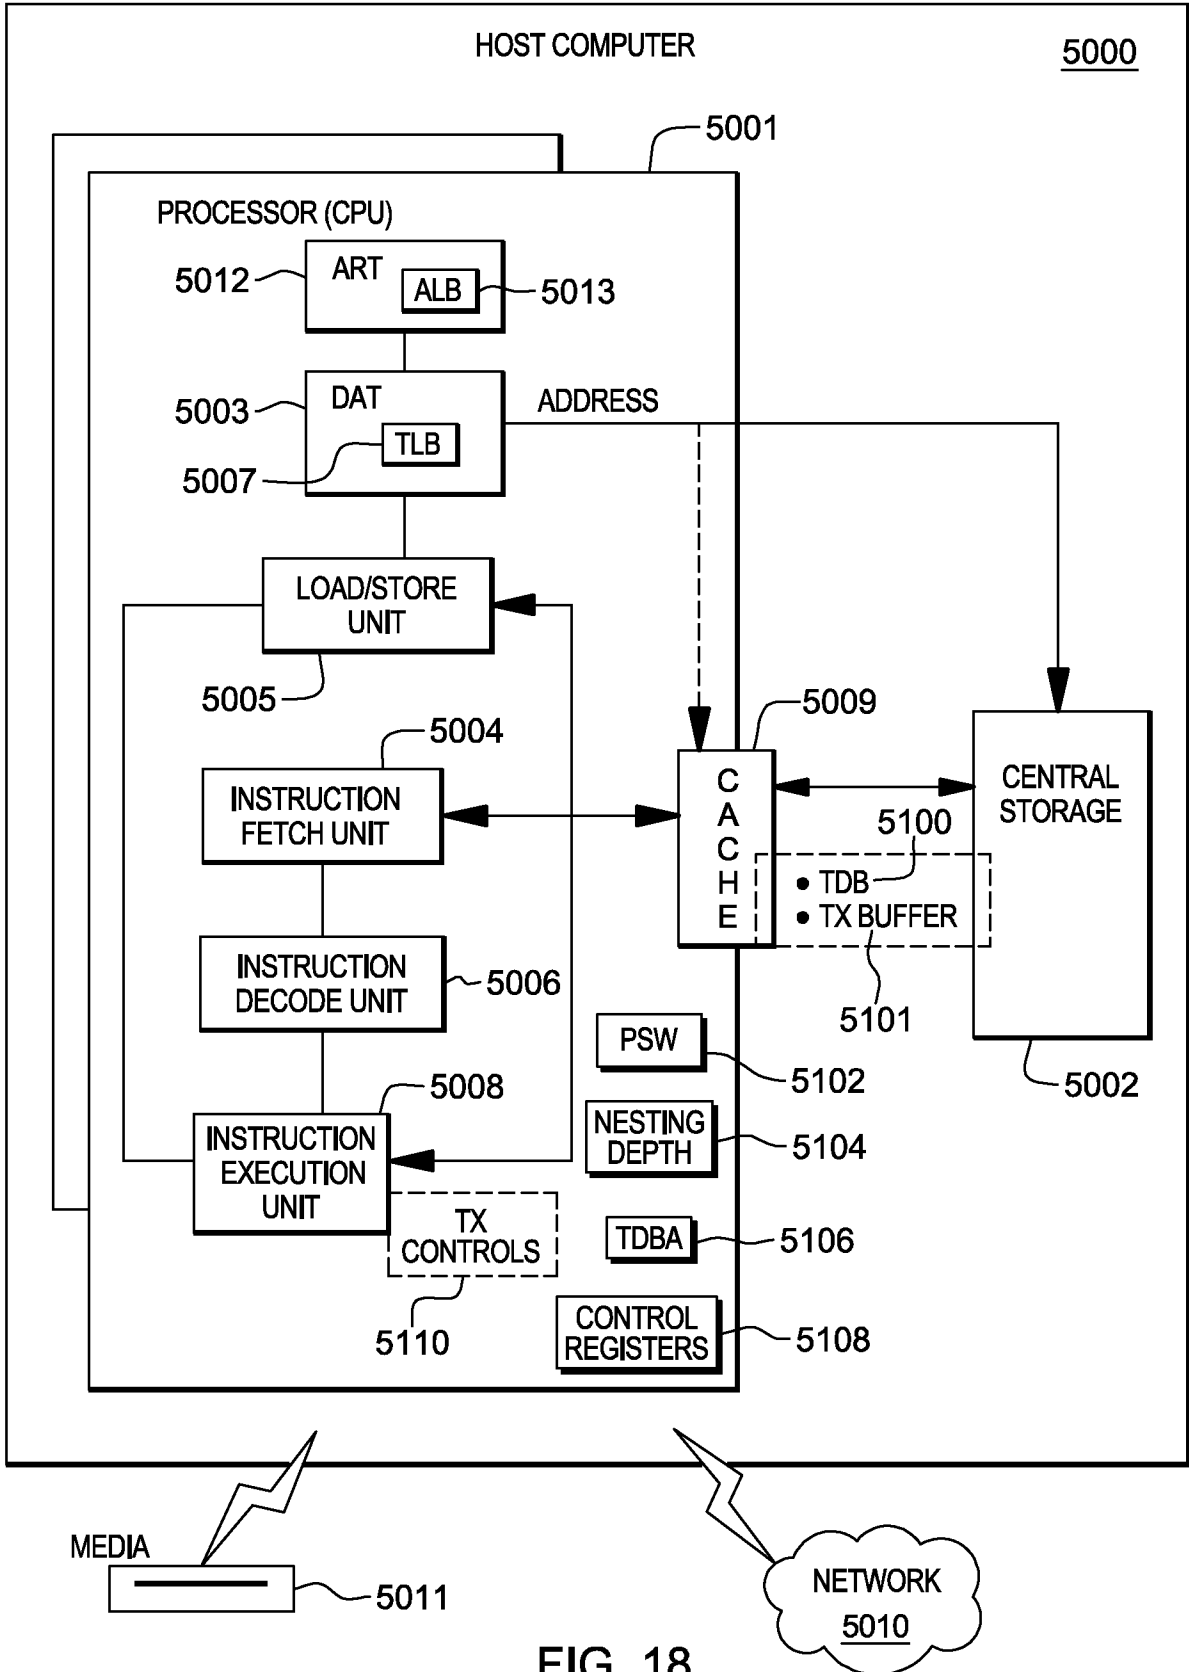 HOST COMPUTER
5000
5001
PROCESSOR (CPU)
ART
5012
ALB
5013
DAT
ADDRESS
5003
TLB
5007
LOAD/STORE
UNIT
5005
5009
5004
INSTRUCTION
FETCH UNIT
CACHE
CENTRAL
STORAGE
5100
• TDB
• TX BUFFER
5101
INSTRUCTION
DECODE UNIT
5006
PSW
5102
5002
5008
NESTING
DEPTH
5104
INSTRUCTION
EXECUTION
UNIT
TX
CONTROLS
TDBA
5106
5110
CONTROL
REGISTERS
5108
MEDIA
5011
NETWORK
5010
FIG. 18